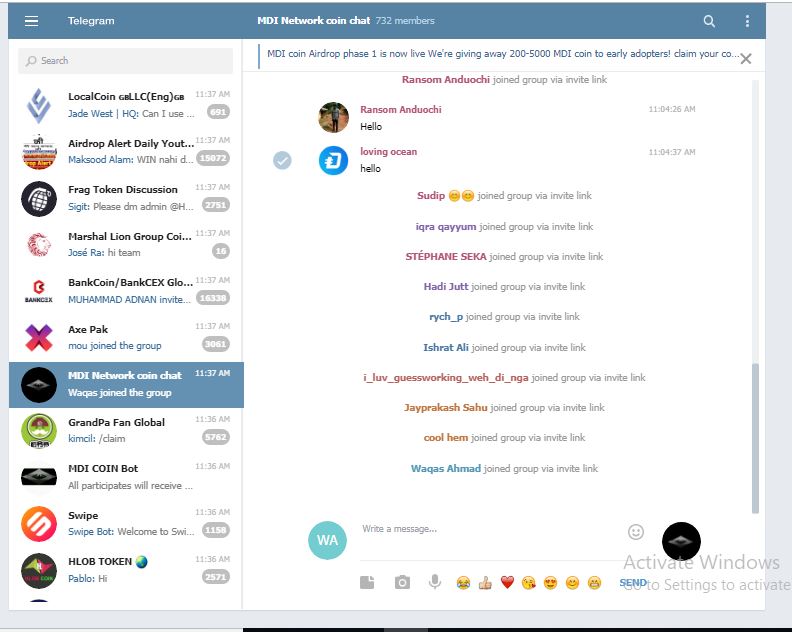 Telegram
MDI Network coin chat 732 members
MDI coin Airdrop phase 1 is now live We're giving away 200-5000 MDI coin to early adopters! claim your co...
Search
LocalCoin ɢʙLLC(Eng)ɢʙ 11:37 AM
Jade West | HQ: Can I use ... 691
Airdrop Alert Daily Yout... 11:37 AM
Maksood Alam: WIN nahi d... 15072
Frag Token Discussion 11:37 AM
Sigit: Please dm admin @H... 2751
Marshal Lion Group Coi... 11:37 AM
José Ra: hi team 16
BankCoin/BankCEX Glo... 11:37 AM
MUHAMMAD ADNAN invite... 16338
BANKCEX
Axe Pak 11:37 AM
mou joined the group 3061
MDI Network coin chat 11:37 AM
Waqas joined the group
GrandPa Fan Global 11:36 AM
kimcil: /claim 5762
MDI COIN Bot 11:36 AM
All participates will receive ...
Swipe 11:36 AM
Swipe Bot: Welcome to Swi... 1158
HLOB TOKEN 🌏 11:36 AM
Pablo: Hi 2571
HLOB COIN
Ransom Anduochi joined group via invite link
Ransom Anduochi 11:04:26 AM
Hello
loving ocean 11:04:37 AM
hello
Sudip 😊😊 joined group via invite link
iqra qayyum joined group via invite link
STÉPHANE SEKA joined group via invite link
Hadi Jutt joined group via invite link
rych_p joined group via invite link
Ishrat Ali joined group via invite link
i_luv_guessworking_weh_di_nga joined group via invite link
Jayprakash Sahu joined group via invite link
cool hem joined group via invite link
Waqas Ahmad joined group via invite link
WA
Write a message...
SEND
Activate Windows
Go to Settings to activate